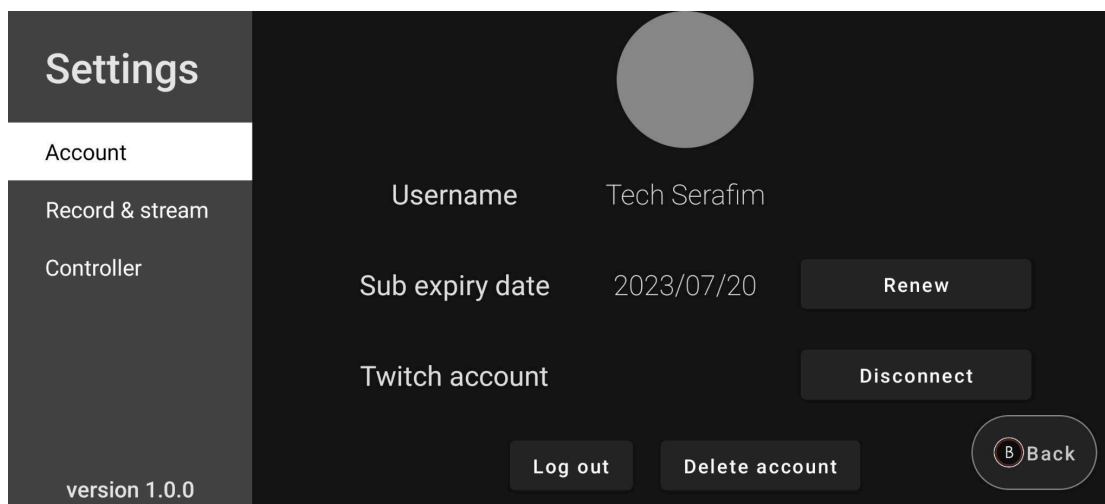 Settings
Account
Record & stream
Controller
version 1.0.0
Username Tech Serafim
Sub expiry date 2023/07/20 Renew
Twitch account Disconnect
Log out Delete account
B Back